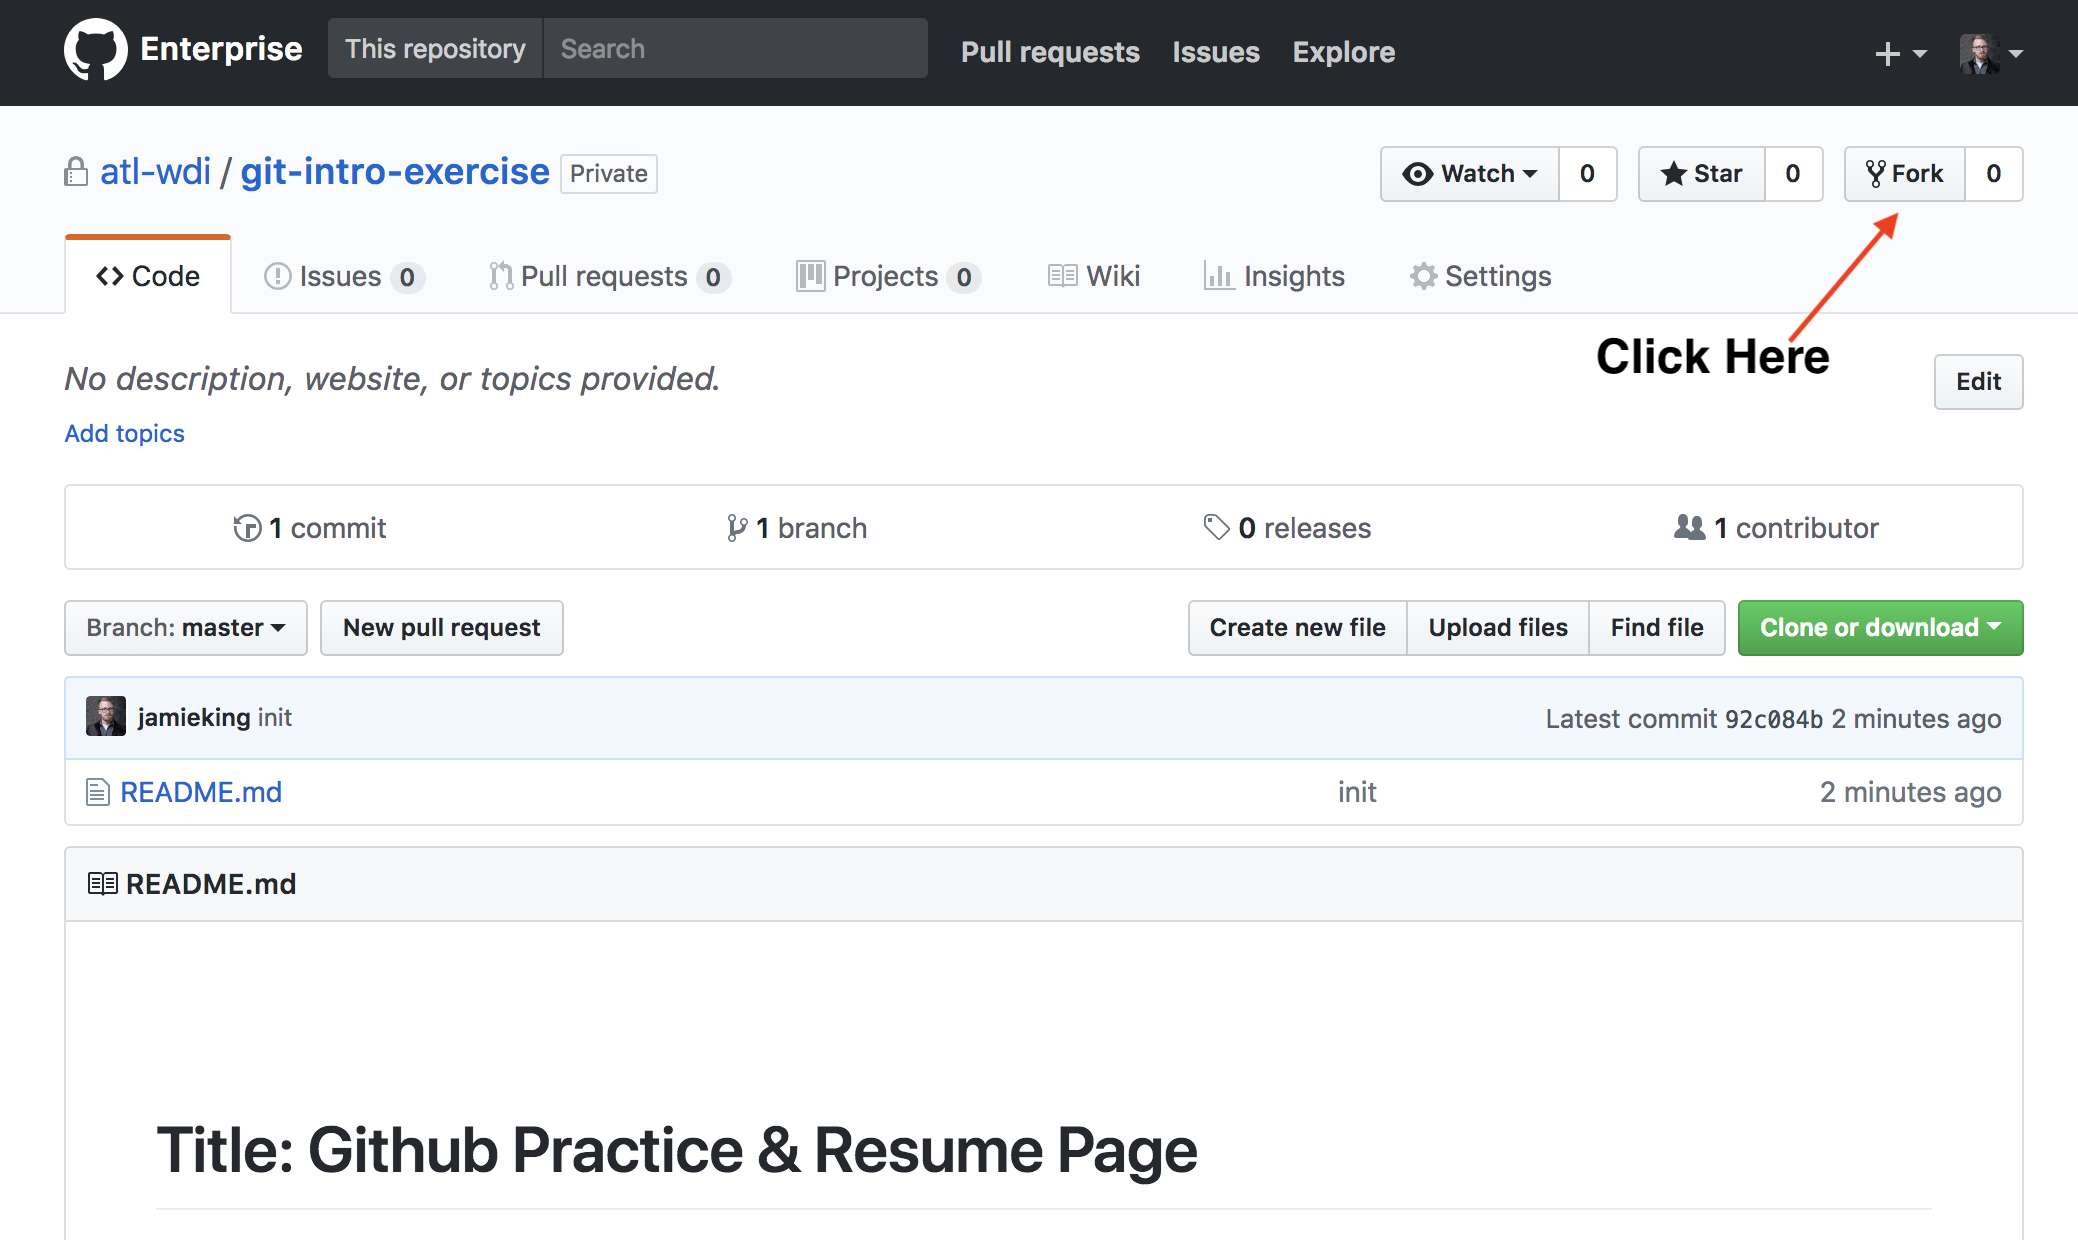 Enterprise This repository Search Pull requests Issues Explore
atl-wdi / git-intro-exercise Private Watch 0 Star 0 Fork 0
Code Issues 0 Pull requests 0 Projects 0 Wiki Insights Settings
Click Here
No description, website, or topics provided. Edit
Add topics
1 commit 1 branch 0 releases 1 contributor
Branch: master New pull request Create new file Upload files Find file Clone or download
jamieking init Latest commit 92c084b 2 minutes ago
README.md init 2 minutes ago
README.md
Title: Github Practice & Resume Page